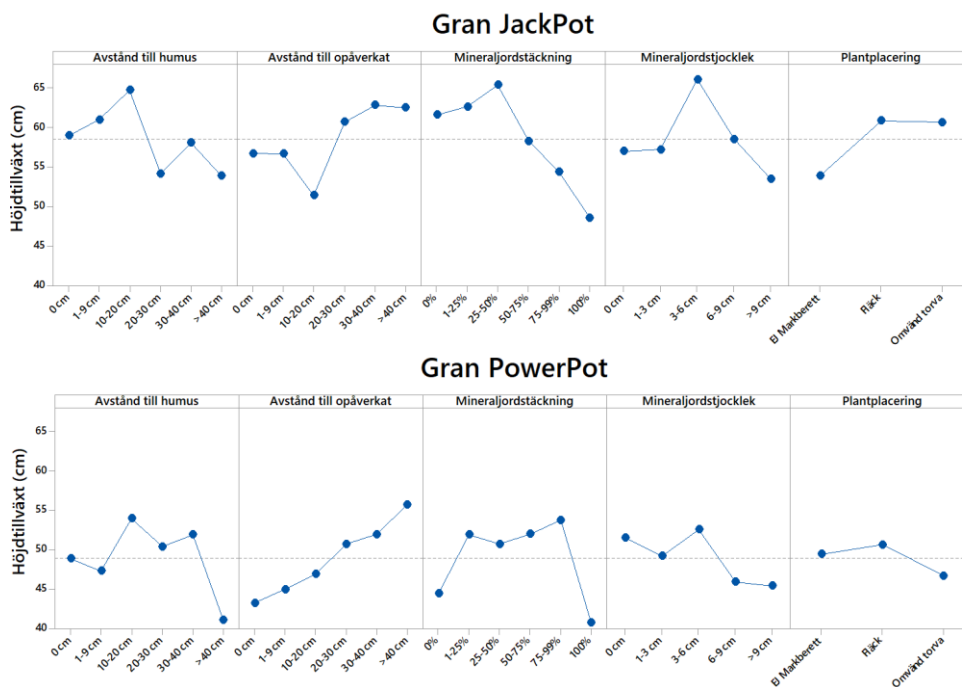 Gran JackPot
Avstånd till humus Avstånd till opåverkat Mineraljordstäckning Mineraljordstjocklek Plantplacering
Höjdtillväxt (cm)
65
60
55
50
45
40
0 cm 1-9 cm 10-20 cm 20-30 cm 30-40 cm >40 cm 0 cm 1-9 cm 10-20 cm 20-30 cm 30-40 cm >40 cm 0% 1-25% 25-50% 50-75% 75-99% 100% 0 cm 1-3 cm 3-6 cm 6-9 cm >9 cm Ej Markberett Fläck Omvänd torva
Gran PowerPot
Avstånd till humus Avstånd till opåverkat Mineraljordstäckning Mineraljordstjocklek Plantplacering
Höjdtillväxt (cm)
65
60
55
50
45
40
0 cm 1-9 cm 10-20 cm 20-30 cm 30-40 cm >40 cm 0 cm 1-9 cm 10-20 cm 20-30 cm 30-40 cm >40 cm 0% 1-25% 25-50% 50-75% 75-99% 100% 0 cm 1-3 cm 3-6 cm 6-9 cm >9 cm Ej Markberett Fläck Omvänd torva